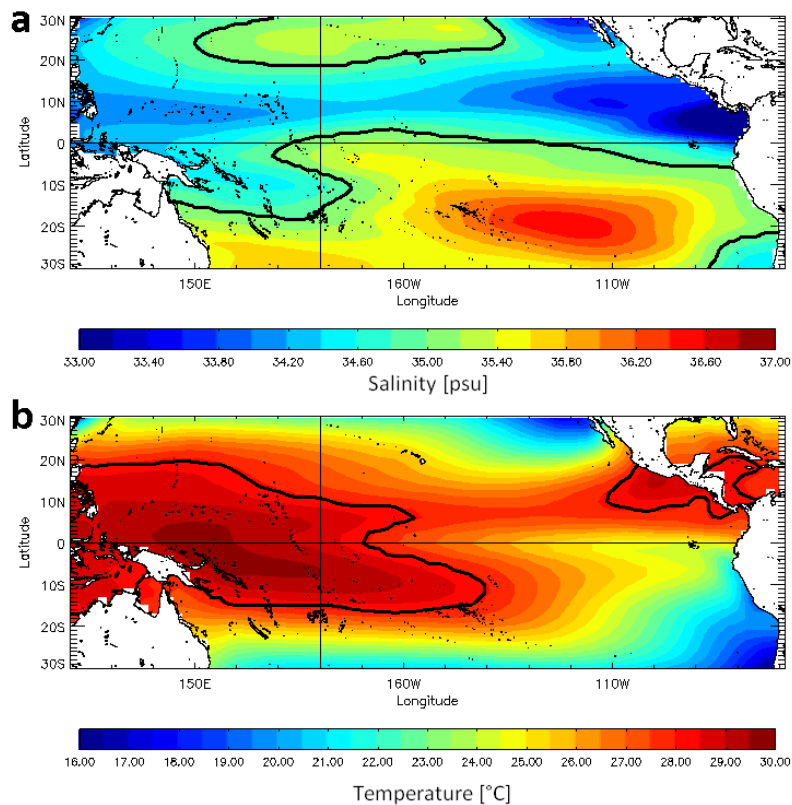 a
30N
20N
10N
0
10S
20S
30S
Latitude
150E 160W 110W
Longitude
33.00 33.40 33.80 34.20 34.60 35.00 35.40 35.80 36.20 36.60 37.00
Salinity [psu]
b
30N
20N
10N
0
10S
20S
30S
Latitude
150E 160W 110W
Longitude
16.00 17.00 18.00 19.00 20.00 21.00 22.00 23.00 24.00 25.00 26.00 27.00 28.00 29.00 30.00
Temperature [°C]